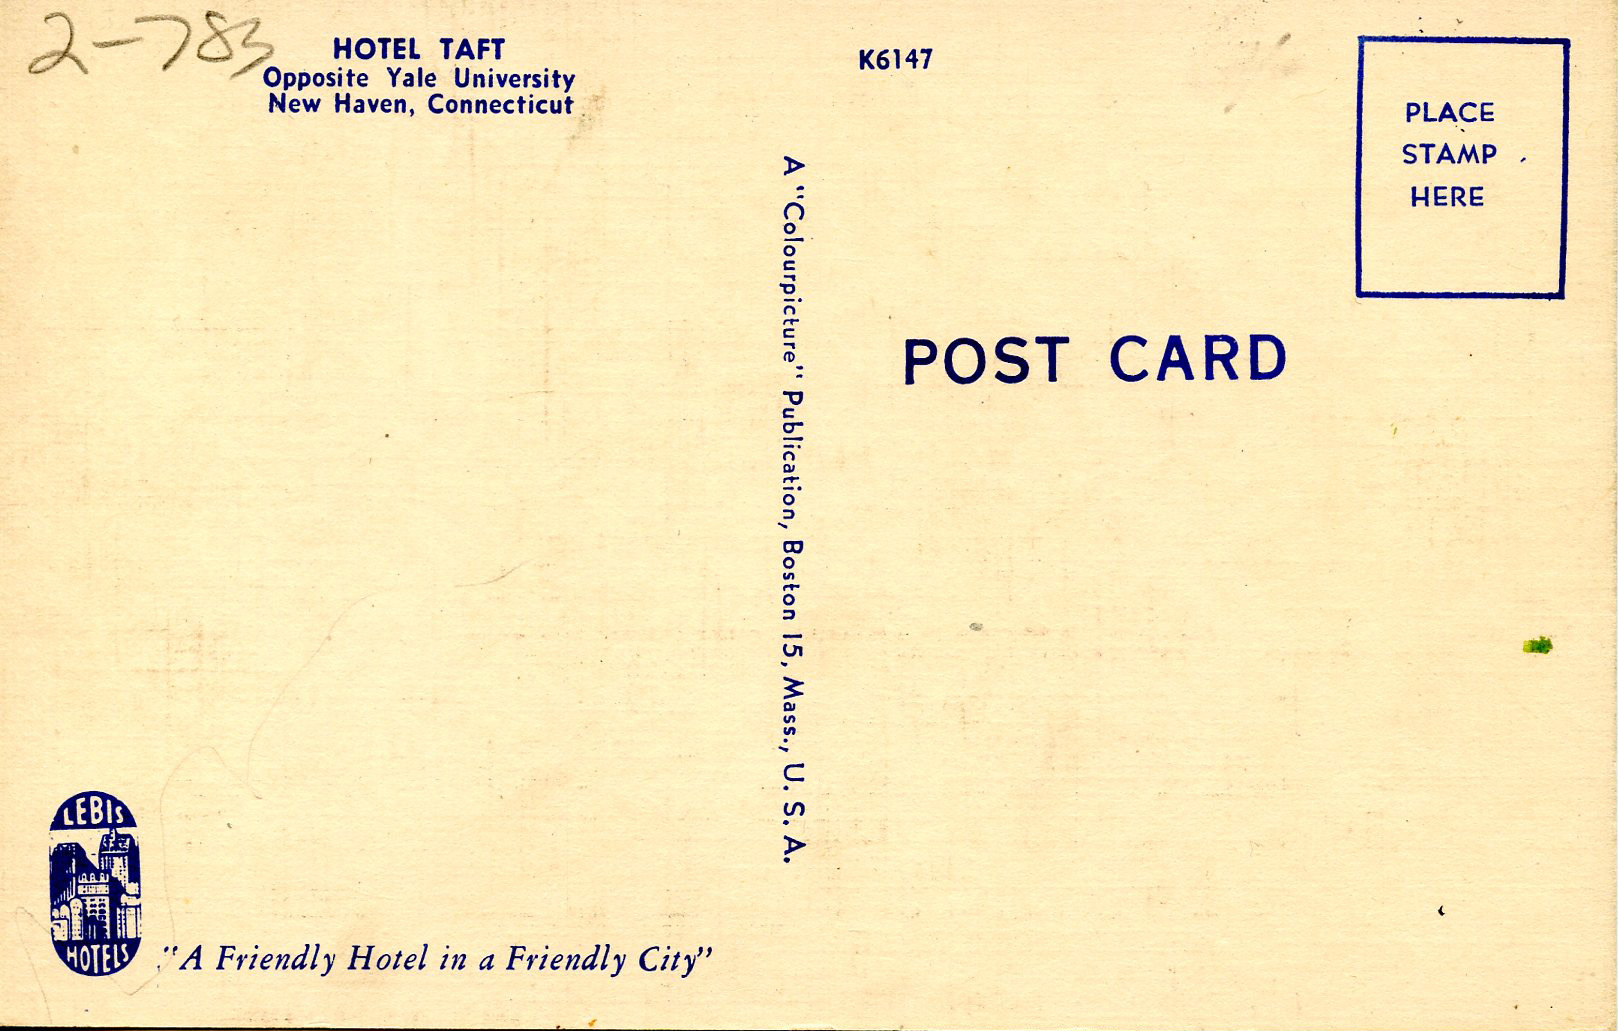 2-783
HOTEL TAFT
Opposite Yale University
New Haven, Connecticut
K6147
PLACE
STAMP
HERE
A "Colourpicture" Publication, Boston 15, Mass., U. S. A.
POST CARD
LEBIS
HOTELS
"A Friendly Hotel in a Friendly City"